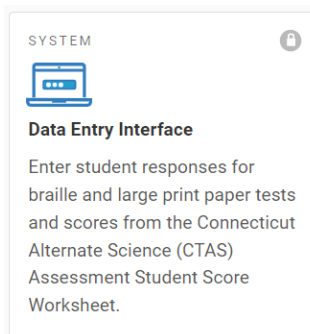 SYSTEM
Data Entry Interface
Enter student responses for
braille and large print paper tests
and scores from the Connecticut
Alternate Science (CTAS)
Assessment Student Score
Worksheet.